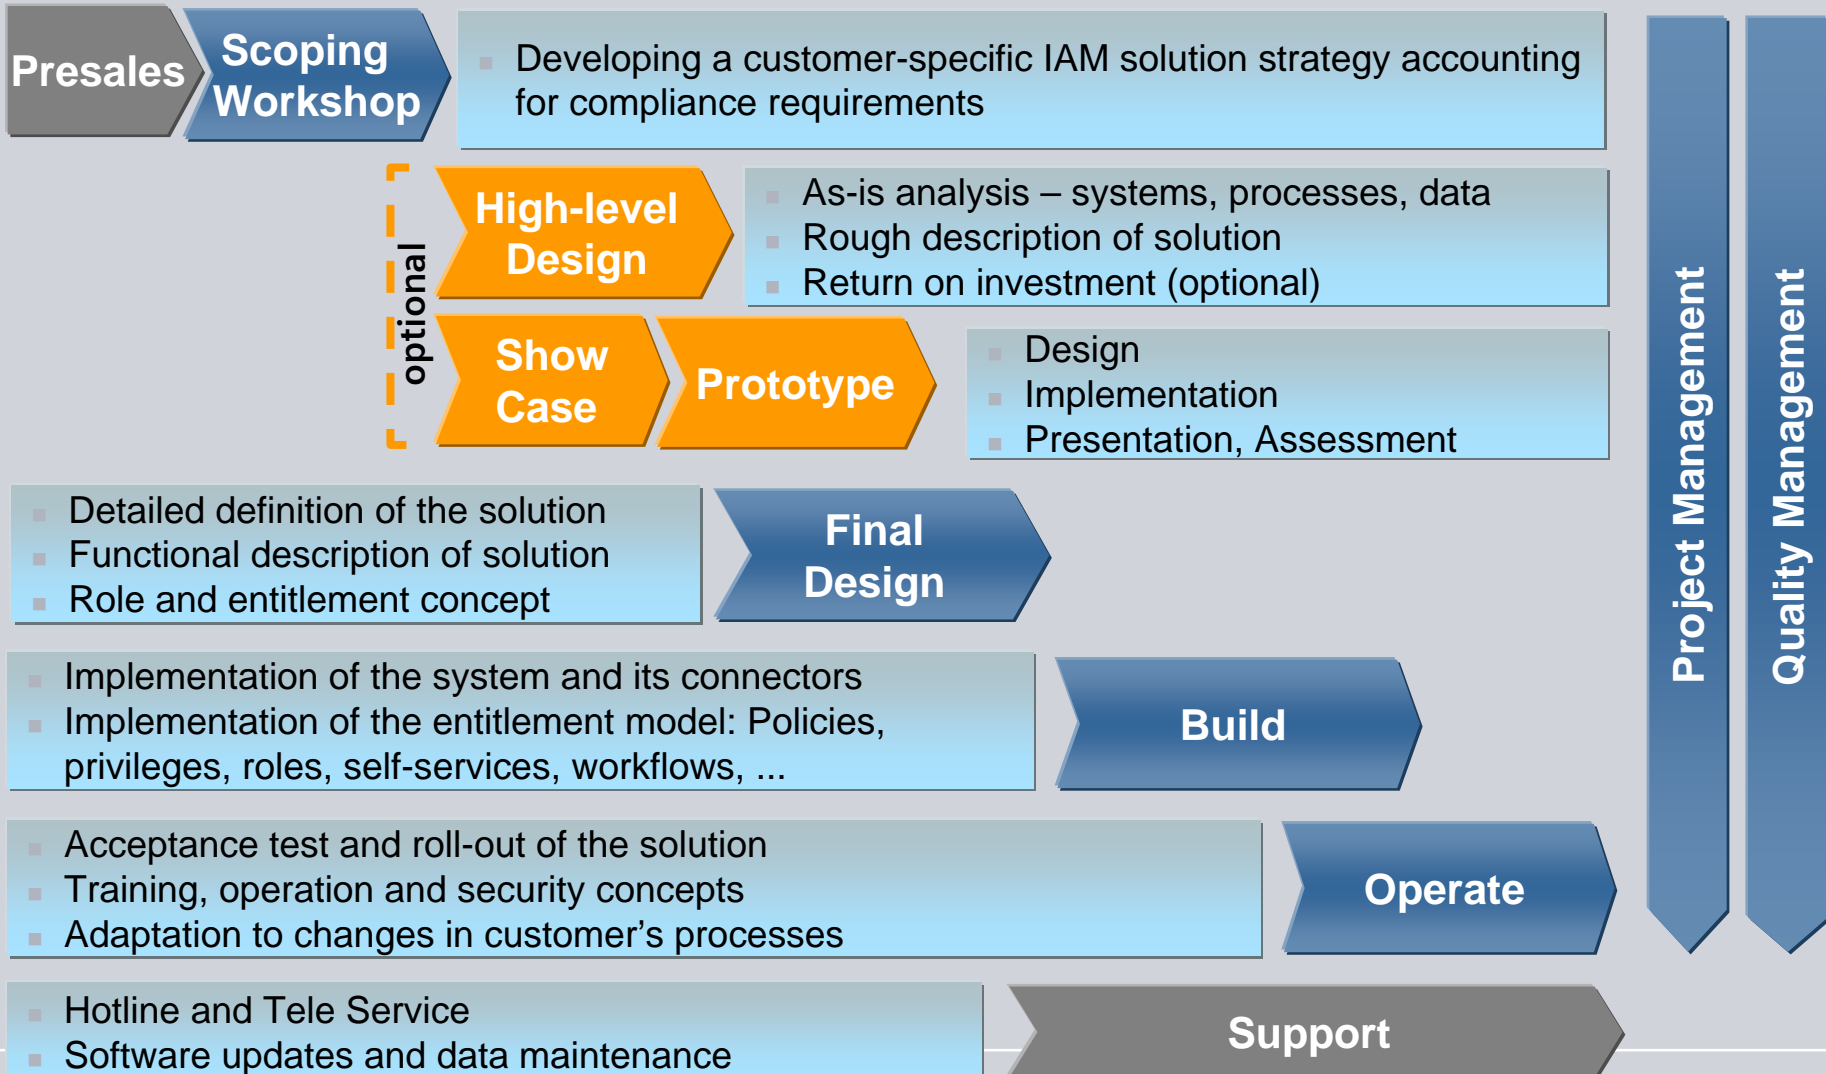 Presales
Scoping
Workshop
Developing a customer-specific IAM solution strategy accounting
for compliance requirements
optional
High-level
Design
As-is analysis – systems, processes, data
Rough description of solution
Return on investment (optional)
Show
Case
Prototype
Design
Implementation
Presentation, Assessment
Detailed definition of the solution
Functional description of solution
Role and entitlement concept
Final
Design
Implementation of the system and its connectors
Implementation of the entitlement model: Policies,
privileges, roles, self-services, workflows, ...
Build
Acceptance test and roll-out of the solution
Training, operation and security concepts
Adaptation to changes in customer’s processes
Operate
Hotline and Tele Service
Software updates and data maintenance
Support
Project Management
Quality Management